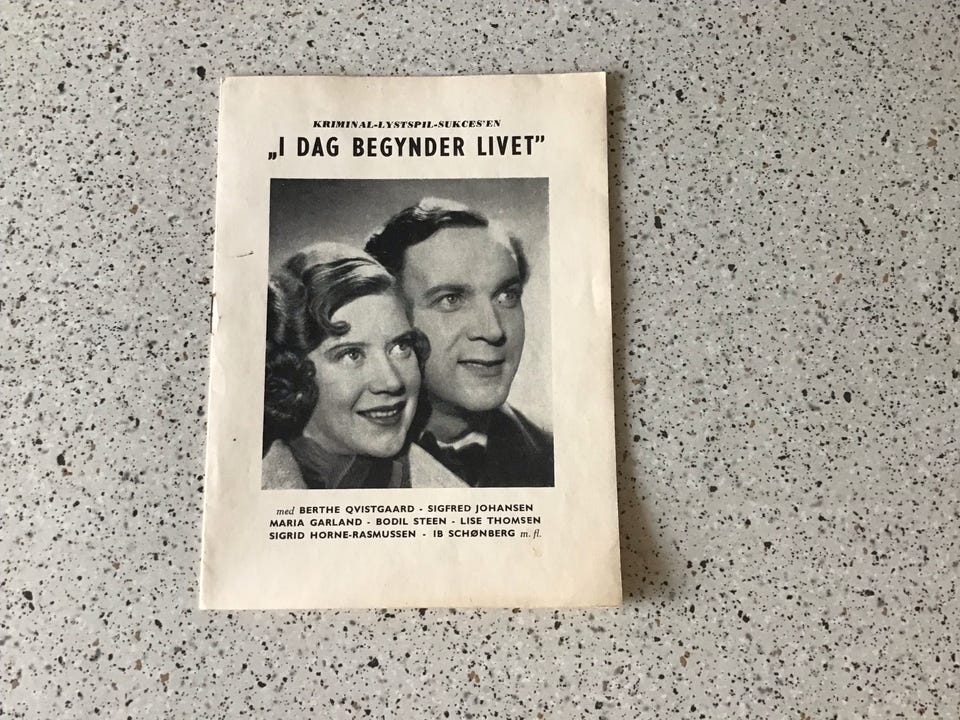 KRIMINAL-LYSTSPIL-SUKCES'EN
„I DAG BEGYNDER LIVET”
med BERTHE QVISTGAARD - SIGFRED JOHANSEN
MARIA GARLAND - BODIL STEEN - LISE THOMSEN
SIGRID HORNE-RASMUSSEN - IB SCHØNBERG m. fl.